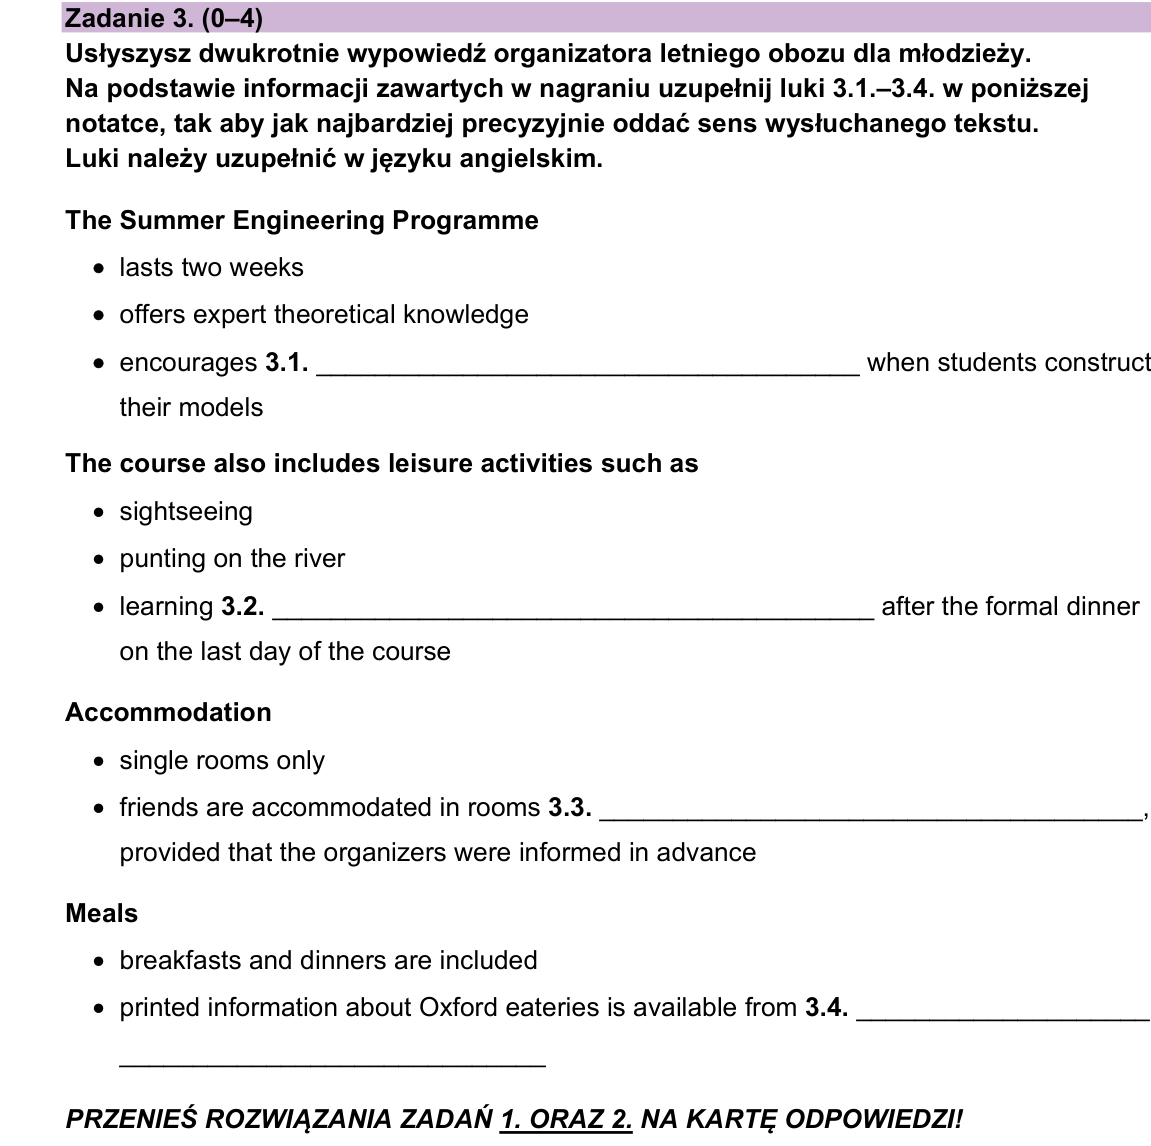 Zadanie 3. (0–4)
Usłyszysz dwukrotnie wypowiedź organizatora letniego obozu dla młodzieży.
Na podstawie informacji zawartych w nagraniu uzupełnij luki 3.1.–3.4. w poniższej
notatce, tak aby jak najbardziej precyzyjnie oddać sens wysłuchanego tekstu.
Luki należy uzupełnić w języku angielskim.
The Summer Engineering Programme
• lasts two weeks
• offers expert theoretical knowledge
• encourages 3.1. ______________________________________ when students construct
their models
The course also includes leisure activities such as
• sightseeing
• punting on the river
• learning 3.2. __________________________________________ after the formal dinner
on the last day of the course
Accommodation
• single rooms only
• friends are accommodated in rooms 3.3. ______________________________________,
provided that the organizers were informed in advance
Meals
• breakfasts and dinners are included
• printed information about Oxford eateries is available from 3.4. ____________________
______________________________
PRZENIEŚ ROZWIĄZANIA ZADAŃ 1. ORAZ 2. NA KARTĘ ODPOWIEDZI!